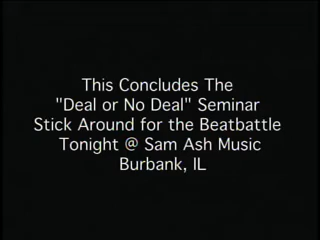 This Concludes The
"Deal or No Deal" Seminar
Stick Around for the Beatbattle
Tonight @ Sam Ash Music
Burbank, IL